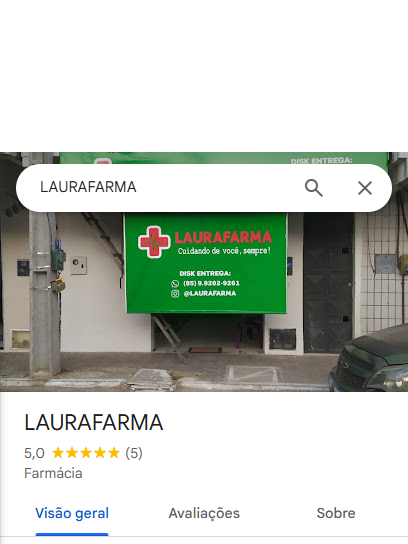 DISK ENTREGA:
LAURAFARMA
LAURAFARMA
Cuidando de você, sempre!
DISK ENTREGA:
(85) 9.9202-9261
@LAURAFARMA
LAURAFARMA
5,0 (5)
Farmácia
Visão geral
Avaliações
Sobre